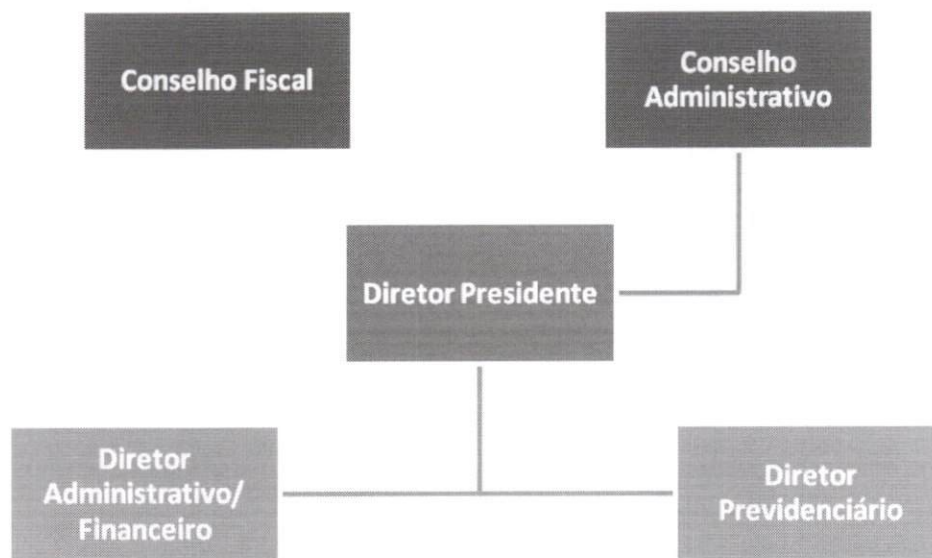 Conselho Fiscal
Conselho
Administrativo
Diretor Presidente
Diretor
Administrativo/
Financeiro
Diretor
Previdenciário